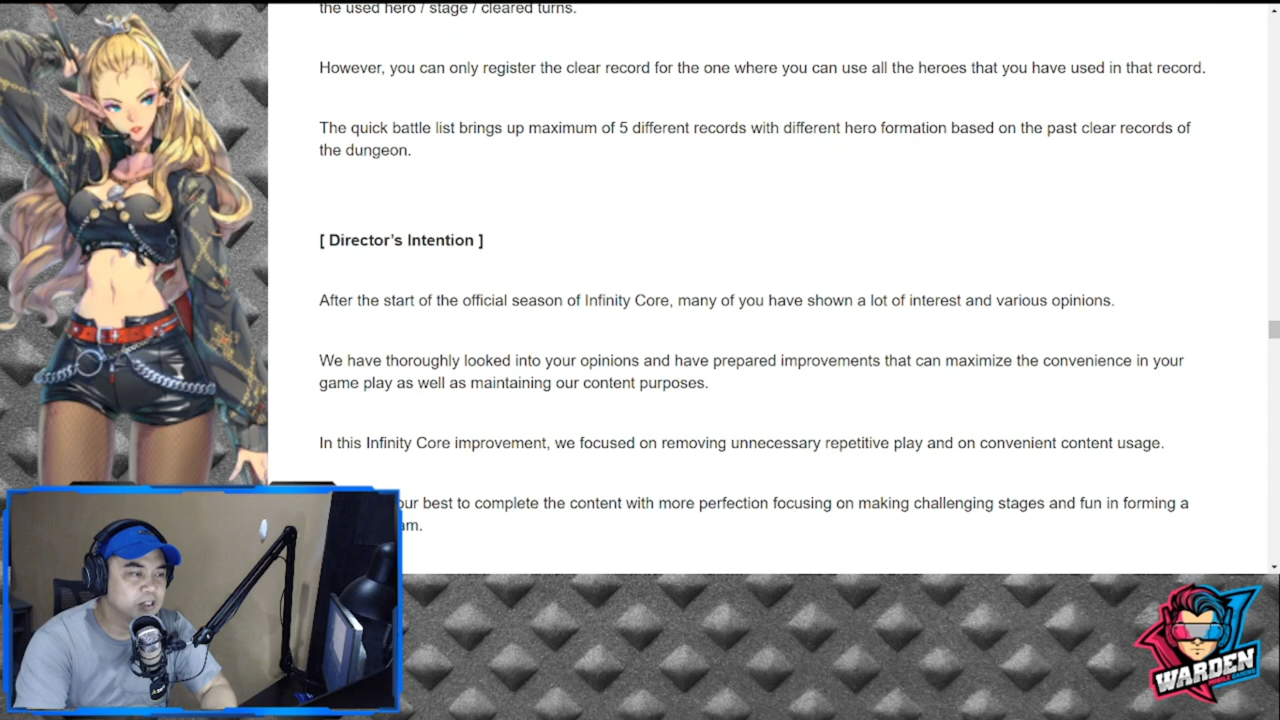 the used hero / stage / cleared turns.
However, you can only register the clear record for the one where you can use all the heroes that you have used in that record.
The quick battle list brings up maximum of 5 different records with different hero formation based on the past clear records of
the dungeon.
[ Director's Intention ]
After the start of the official season of Infinity Core, many of you have shown a lot of interest and various opinions.
We have thoroughly looked into your opinions and have prepared improvements that can maximize the convenience in your
game play as well as maintaining our content purposes.
In this Infinity Core improvement, we focused on removing unnecessary repetitive play and on convenient content usage.
our best to complete the content with more perfection focusing on making challenging stages and fun in forming a
WARDEN
MOBILE GAMING